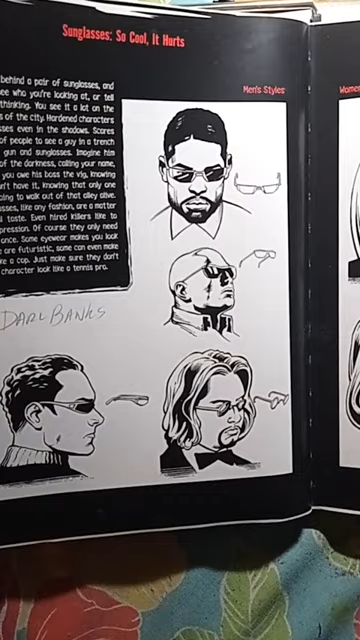 Sunglasses: So Cool, It Hurts
behind a pair of sunglasses, and
see who you're looking at, or tell
thinking. You see it a lot on the
of the city. Hardened characters
sses even in the shadows. Scares
of people to see a guy in a trench
gun and sunglasses. Imagine his
of the darkness, calling your name,
you owe his boss the vig, knowing
n't have it, knowing that only one
oing to walk out of that alley alive.
lasses, like any fashion, are a matter
l taste. Even hired killers like to
pression. Of course they only need
ance. Some eyewear makes you look
are futuristic, some can even make
ke a cop. Just make sure they don't
character look like a tennis pro.
Men's Styles
Women
DARL BANKS